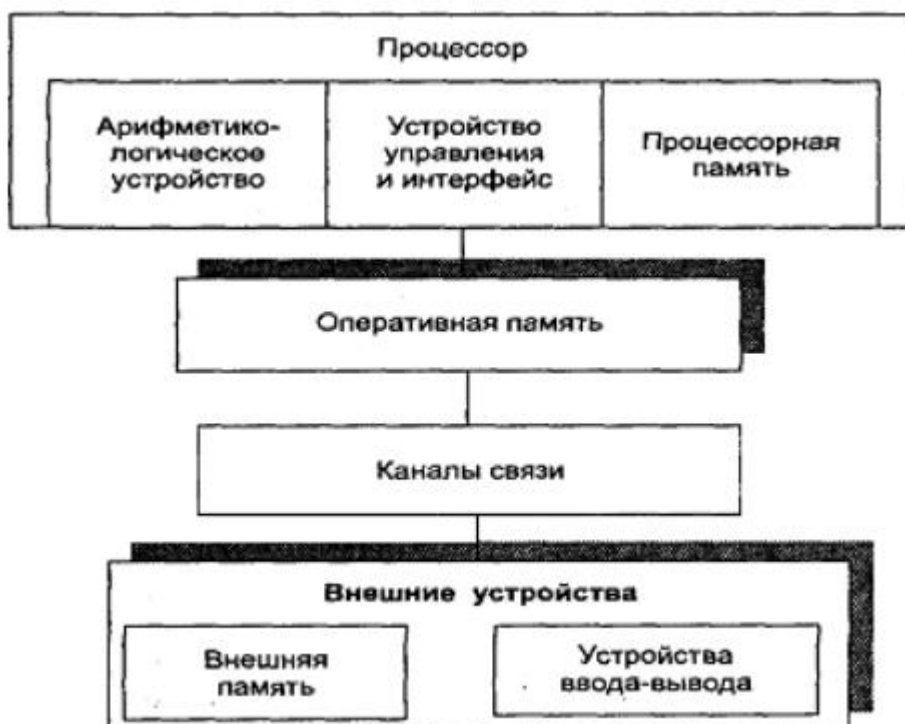 Процессор
Арифметико-
логическое
устройство
Устройство
управления
и интерфейс
Процессорная
память
Оперативная память
Каналы связи
Внешние устройства
Внешняя
память
Устройства
ввода-вывода